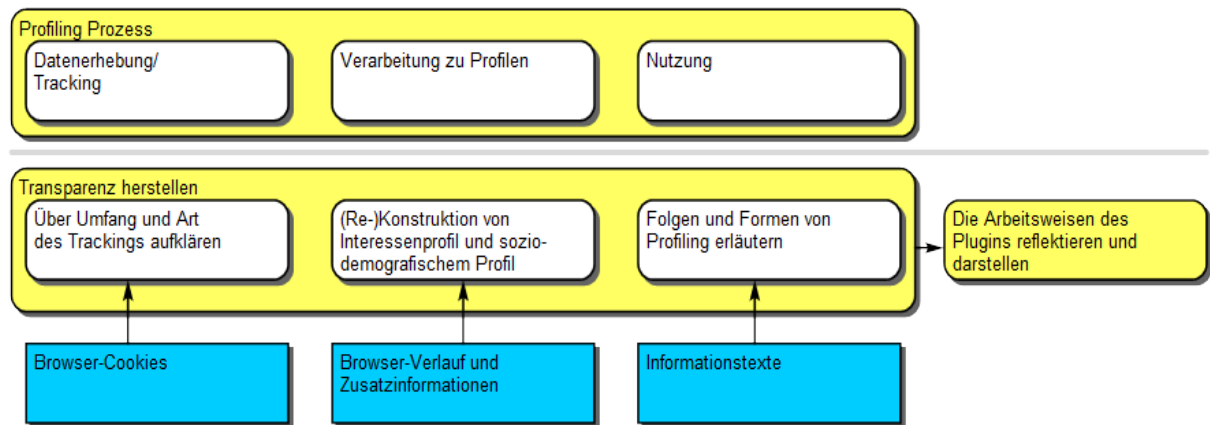 Profiling Prozess
Datenerhebung/
Tracking
Verarbeitung zu Profilen
Nutzung
Transparenz herstellen
Über Umfang und Art
des Trackings aufklären
(Re-)Konstruktion von
Interessenprofil und sozio-
demografischem Profil
Folgen und Formen von
Profiling erläutern
Die Arbeitsweisen des
Plugins reflektieren und
darstellen
Browser-Cookies
Browser-Verlauf und
Zusatzinformationen
Informationstexte